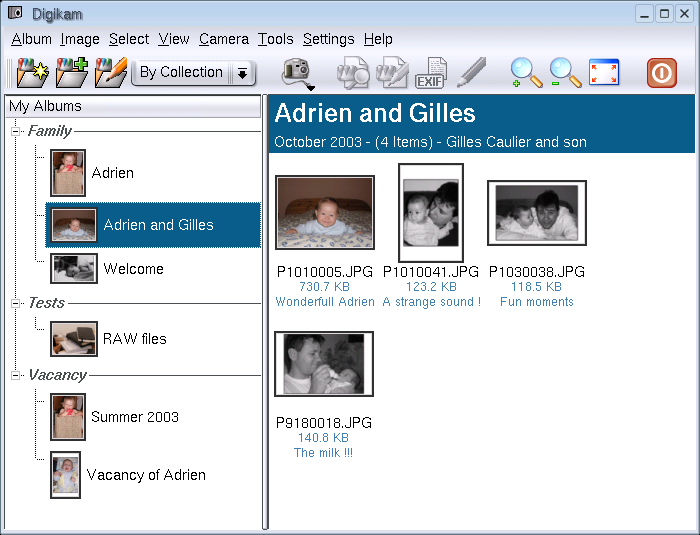 Digikam
Album Image Select View Camera Tools Settings Help
By Collection
EXIF
My Albums
Family
Adrien
Adrien and Gilles
Welcome
Tests
RAW files
Vacancy
Summer 2003
Vacancy of Adrien
Adrien and Gilles
October 2003 - (4 Items) - Gilles Caulier and son
P1010005.JPG
730.7 KB
Wonderfull Adrien
P1010041.JPG
123.2 KB
A strange sound !
P1030038.JPG
118.5 KB
Fun moments
P9180018.JPG
140.8 KB
The milk !!!